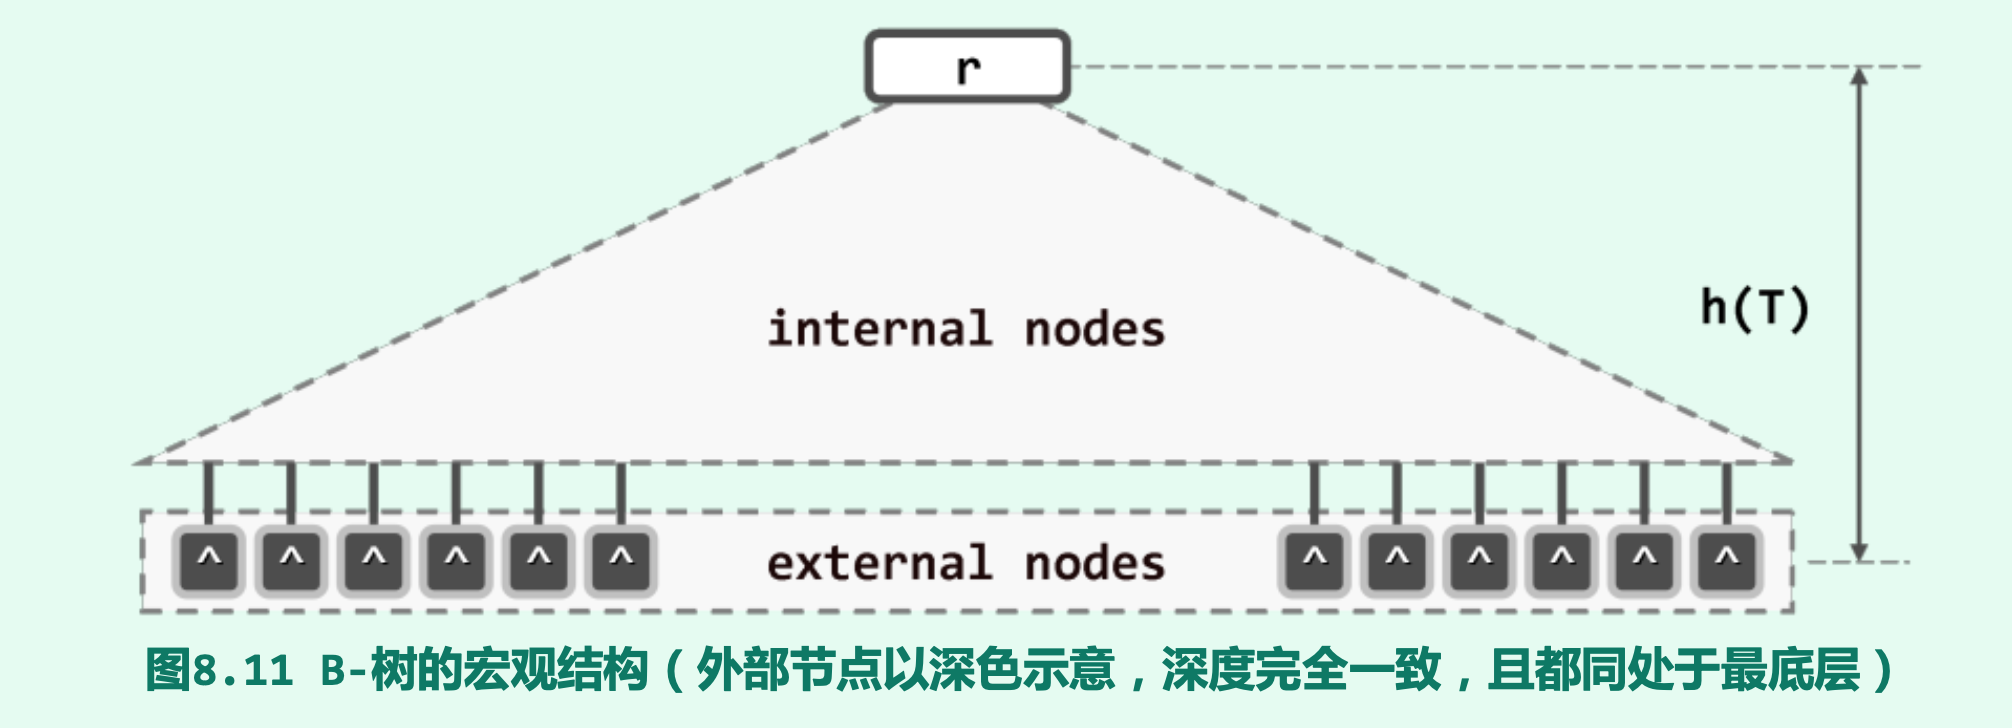 r
internal nodes
h(T)
^ ^ ^ ^ ^ ^ external nodes ^ ^ ^ ^ ^ ^
图8.11 B-树的宏观结构（外部节点以深色示意，深度完全一致，且都同处于最底层）